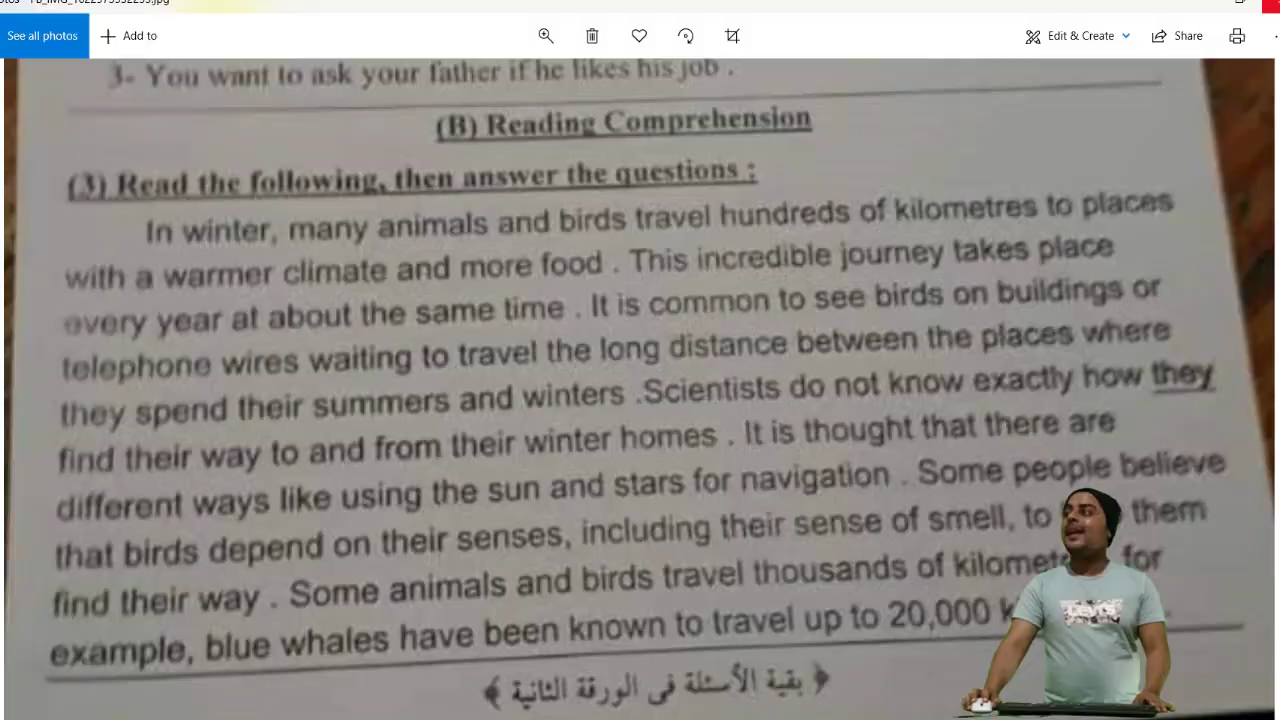 See all photos
Add to
Edit & Create
Share
3- You want to ask your father if he likes his job .
(B) Reading Comprehension
(3) Read the following, then answer the questions :
In winter, many animals and birds travel hundreds of kilometres to places
with a warmer climate and more food . This incredible journey takes place
every year at about the same time . It is common to see birds on buildings or
telephone wires waiting to travel the long distance between the places where
they spend their summers and winters .Scientists do not know exactly how they
find their way to and from their winter homes . It is thought that there are
different ways like using the sun and stars for navigation . Some people believe
that birds depend on their senses, including their sense of smell, to them
find their way . Some animals and birds travel thousands of for
example, blue whales have been known to travel up to 20,000
﴿ بقية الأسئلة فى الورقة الثانية ﴾